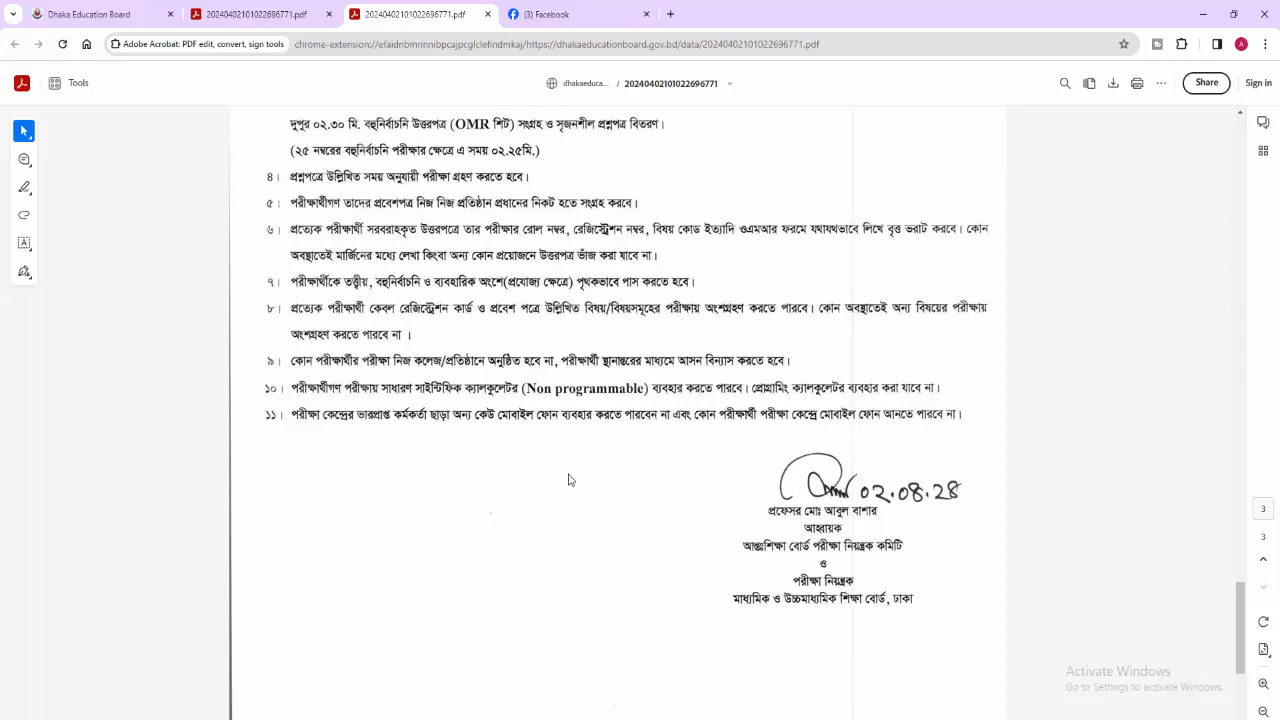 Dhaka Education Board
20240402101022696771.pdf
20240402101022696771.pdf
(3) Facebook
Adobe Acrobat: PDF edit, convert, sign tools
chrome-extension://efaidnbmnnnibpcajpcglclefindmkaj/https://dhakaeducationboard.gov.bd/data/20240402101022696771.pdf
Tools
dhakaeduca... / 20240402101022696771
Share
Sign in
দুপুর ০২.৩০ মি. বহুনির্বাচনি উত্তরপত্র (OMR শিট) সংগ্রহ ও সৃজনশীল প্রশ্নপত্র বিতরণ।
(২৫ নম্বরের বহুনির্বাচনি পরীক্ষার ক্ষেত্রে এ সময় ০২.২৫মি.)
৪। প্রশ্নপত্রে উল্লিখিত সময় অনুযায়ী পরীক্ষা গ্রহণ করতে হবে।
৫। পরীক্ষার্থীগণ তাদের প্রবেশপত্র নিজ নিজ প্রতিষ্ঠান প্রধানের নিকট হতে সংগ্রহ করবে।
৬। প্রত্যেক পরীক্ষার্থী সরবরাহকৃত উত্তরপত্রে তার পরীক্ষার রোল নম্বর, রেজিস্ট্রেশন নম্বর, বিষয় কোড ইত্যাদি ওএমআর ফরমে যথাযথভাবে লিখে বৃত্ত ভরাট করবে। কোন
অবস্থাতেই মার্জিনের মধ্যে লেখা কিংবা অন্য কোন প্রয়োজনে উত্তরপত্র ভাঁজ করা যাবে না।
৭। পরীক্ষার্থীকে তত্ত্বীয়, বহুনির্বাচনি ও ব্যবহারিক অংশে(প্রযোজ্য ক্ষেত্রে) পৃথকভাবে পাস করতে হবে।
৮। প্রত্যেক পরীক্ষার্থী কেবল রেজিস্ট্রেশন কার্ড ও প্রবেশ পত্রে উল্লিখিত বিষয়/বিষয়সমূহের পরীক্ষায় অংশগ্রহণ করতে পারবে। কোন অবস্থাতেই অন্য বিষয়ের পরীক্ষায়
অংশগ্রহণ করতে পারবে না ।
৯। কোন পরীক্ষার্থীর পরীক্ষা নিজ কলেজ/প্রতিষ্ঠানে অনুষ্ঠিত হবে না, পরীক্ষার্থী স্থানান্তরের মাধ্যমে আসন বিন্যাস করতে হবে।
১০। পরীক্ষার্থীগণ পরীক্ষায় সাধারণ সাইন্টিফিক ক্যালকুলেটর (Non programmable) ব্যবহার করতে পারবে। প্রোগ্রামিং ক্যালকুলেটর ব্যবহার করা যাবে না।
১১। পরীক্ষা কেন্দ্রের ভারপ্রাপ্ত কর্মকর্তা ছাড়া অন্য কেউ মোবাইল ফোন ব্যবহার করতে পারবেন না এবং কোন পরীক্ষার্থী পরীক্ষা কেন্দ্রে মোবাইল ফোন আনতে পারবে না।
০২.০৪.২৪
প্রফেসর মোঃ আবুল বাশার
আহ্বায়ক
আন্তঃশিক্ষা বোর্ড পরীক্ষা নিয়ন্ত্রক কমিটি
ও
পরীক্ষা নিয়ন্ত্রক
মাধ্যমিক ও উচ্চমাধ্যমিক শিক্ষা বোর্ড, ঢাকা
3
3
Activate Windows
Go to Settings to activate Windows.